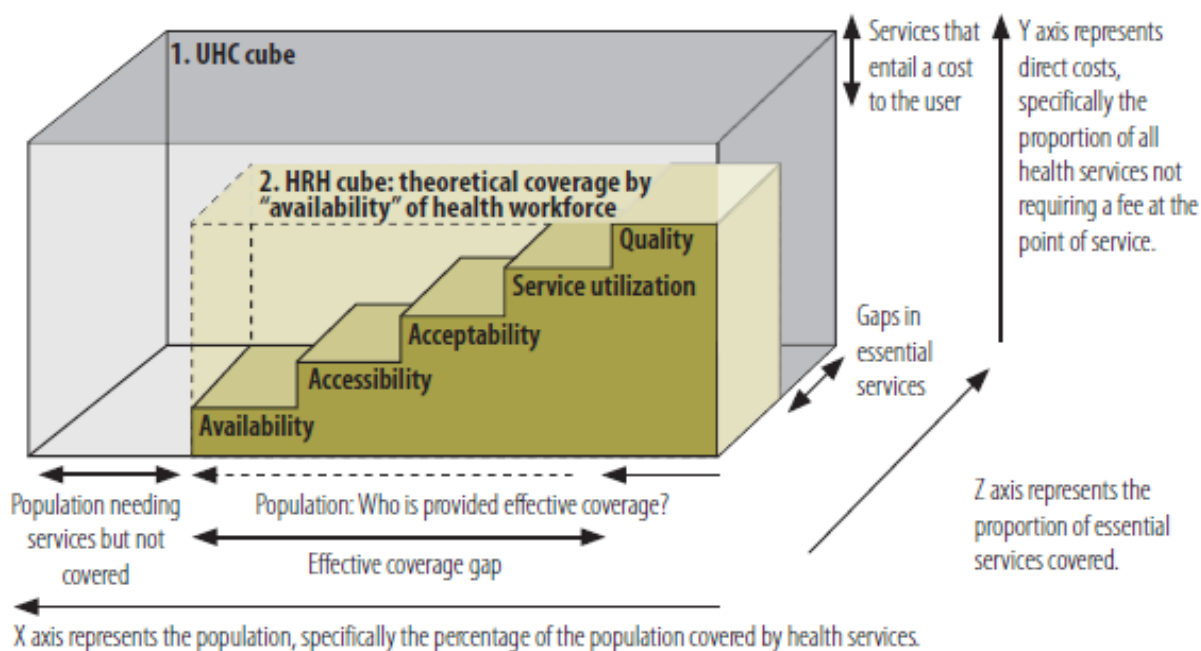 1. UHC cube
2. HRH cube: theoretical coverage by
“availability” of health workforce
Quality
Service utilization
Acceptability
Accessibility
Availability
Services that
entail a cost
to the user
Y axis represents
direct costs,
specifically the
proportion of all
health services not
requiring a fee at the
point of service.
Gaps in
essential
services
Z axis represents the
proportion of essential
services covered.
Population needing
services but not
covered
Population: Who is provided effective coverage?
Effective coverage gap
X axis represents the population, specifically the percentage of the population covered by health services.